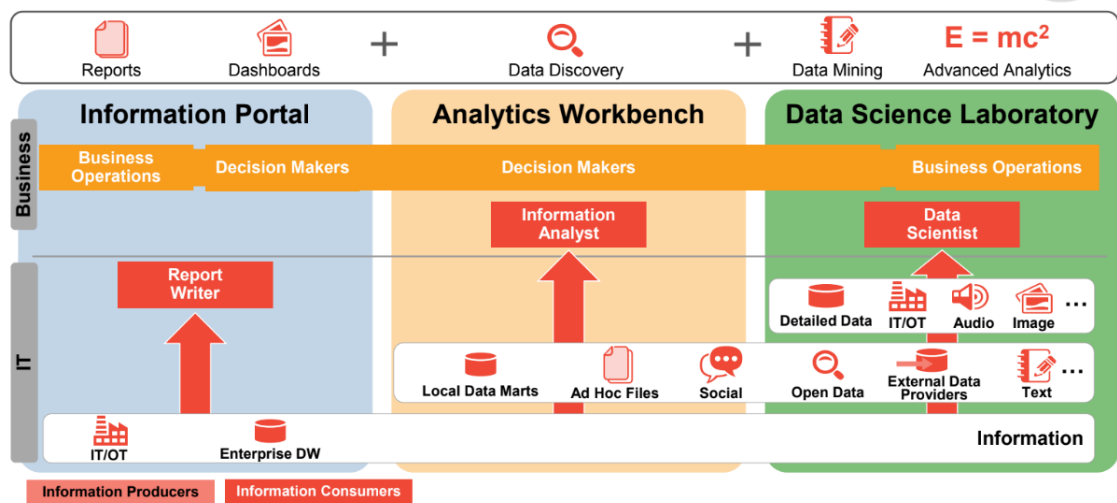 Reports
Dashboards
+
Data Discovery
+
Data Mining
E = mc²
Advanced Analytics
Information Portal
Analytics Workbench
Data Science Laboratory
Business
Business
Operations
Decision Makers
Decision Makers
Business Operations
Information
Analyst
Data
Scientist
IT
Report
Writer
Detailed Data
IT/OT
Audio
Image
...
Local Data Marts
Ad Hoc Files
Social
Open Data
External Data
Providers
Text
...
IT/OT
Enterprise DW
Information
Information Producers
Information Consumers